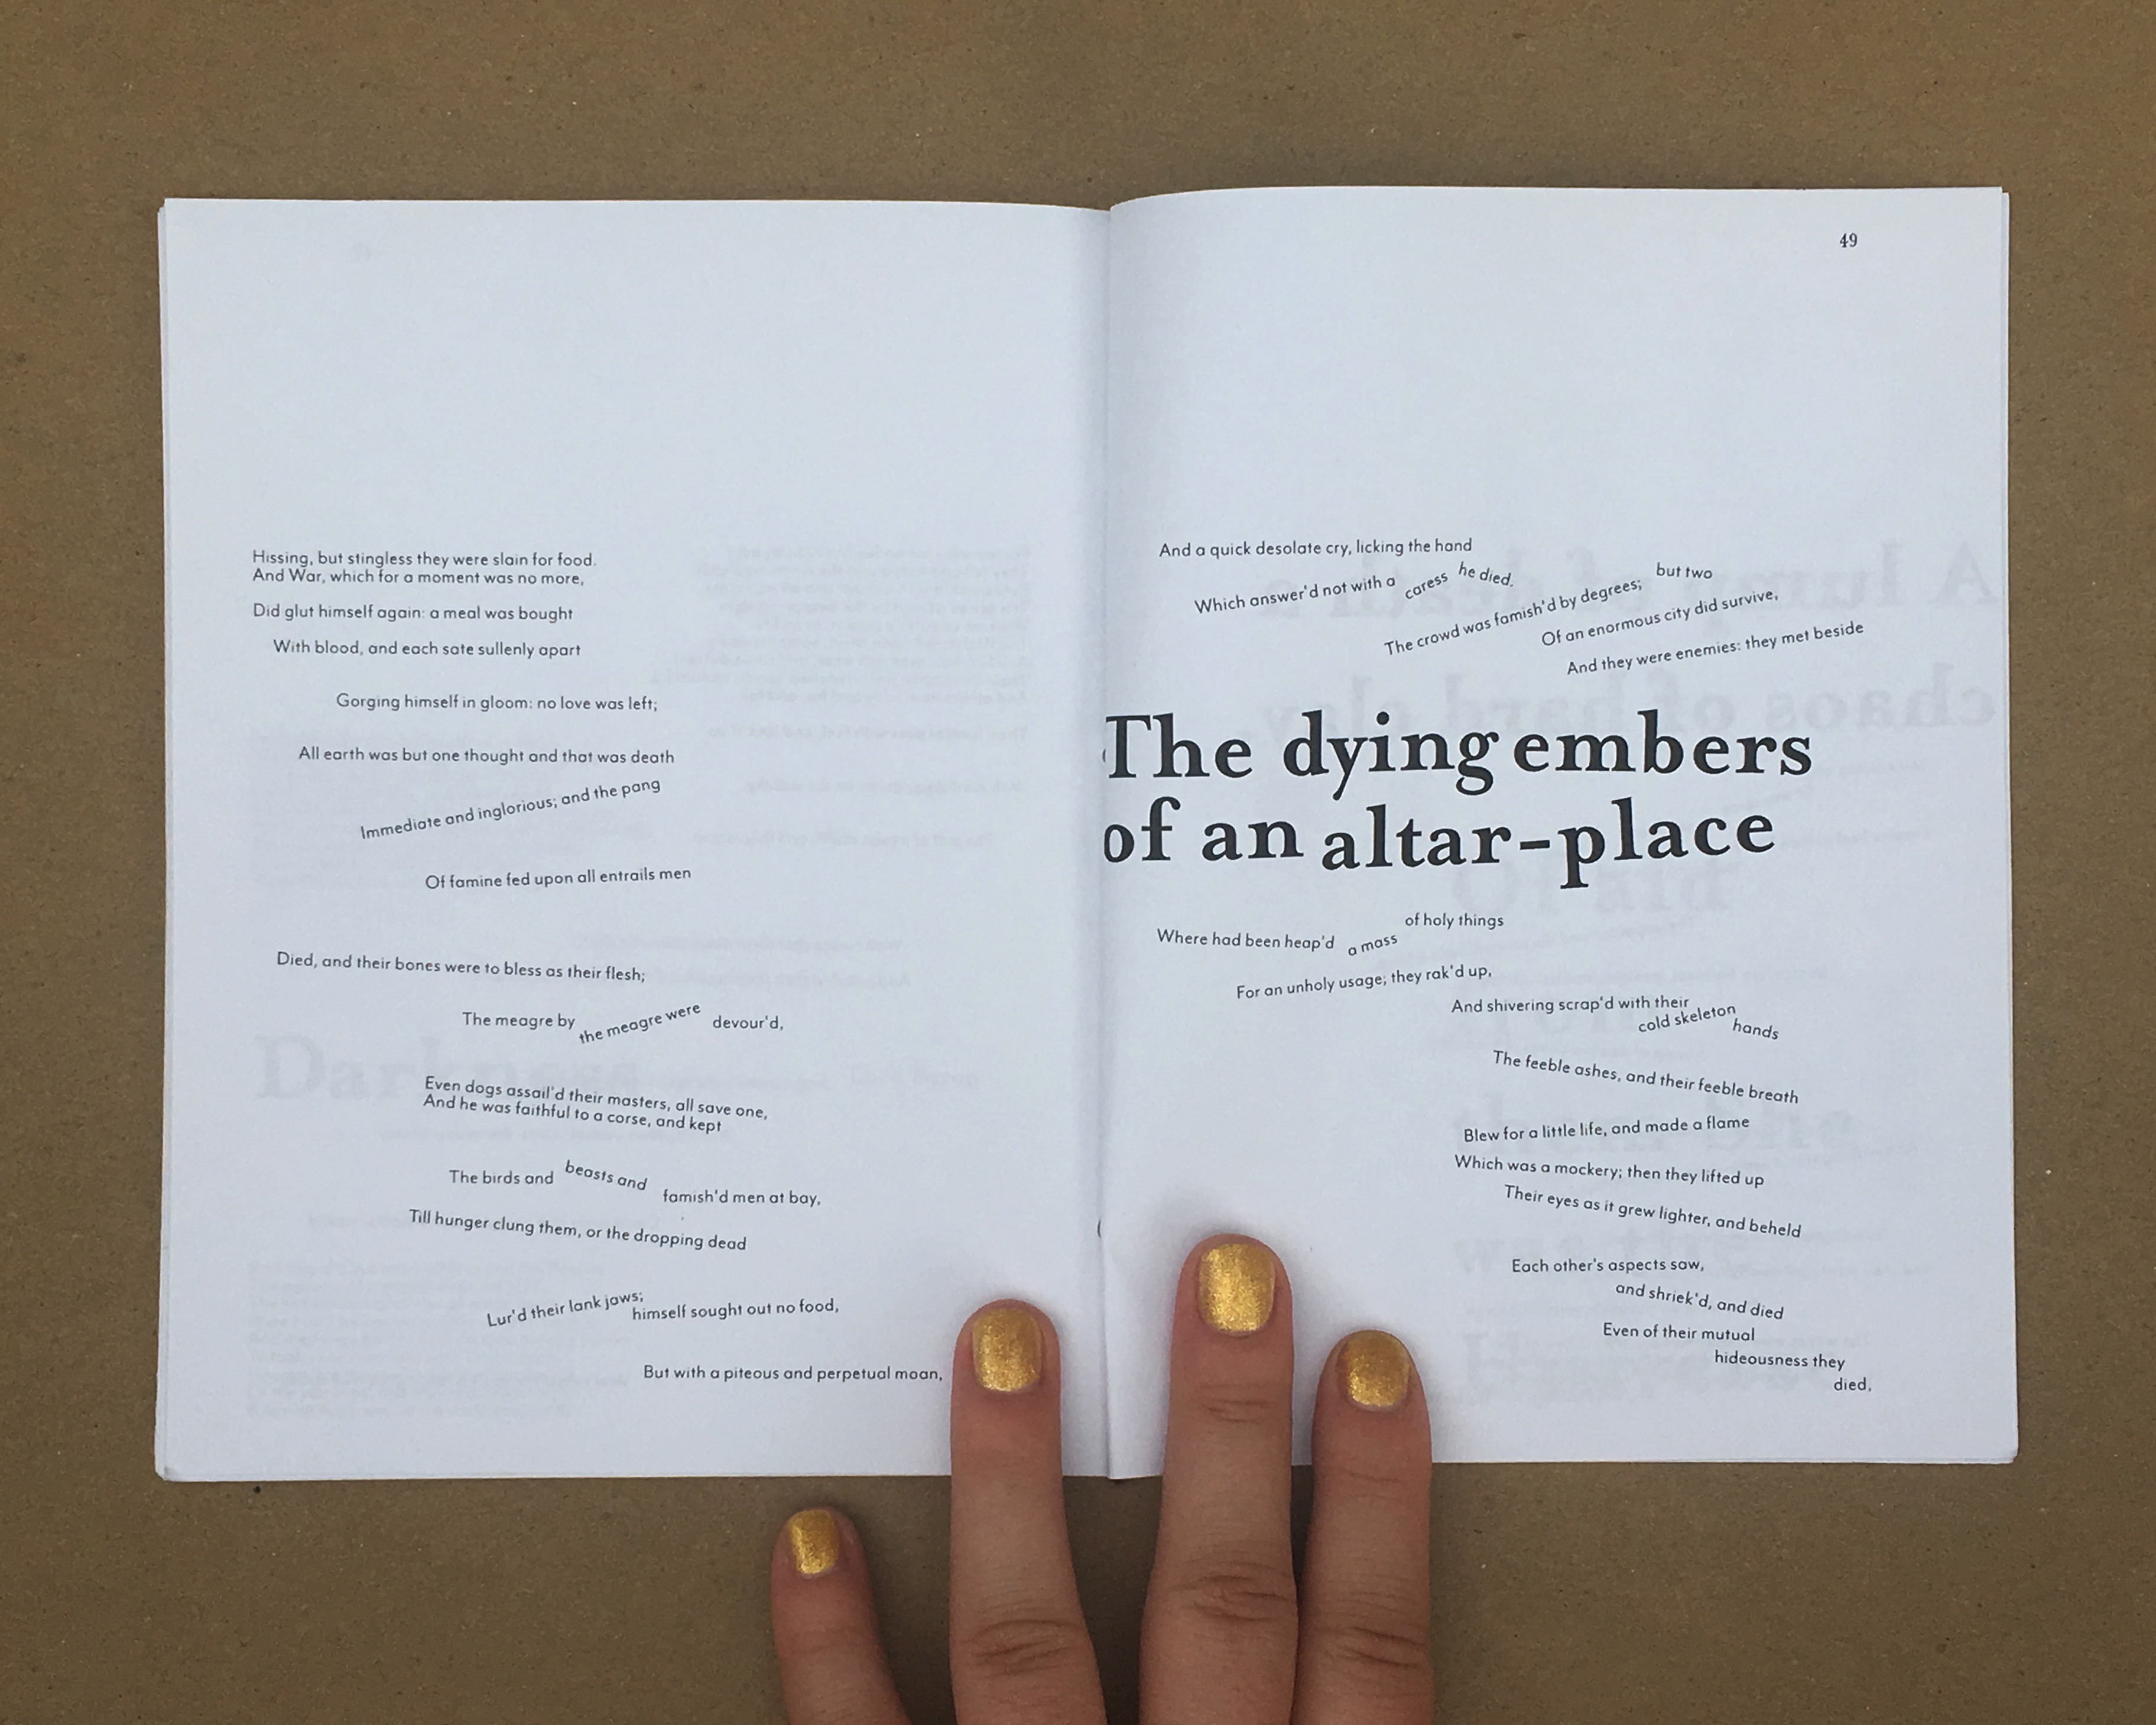 Hissing, but stingless they were slain for food.
And War, which for a moment was no more,
Did glut himself again: a meal was bought
With blood, and each sate sullenly apart
Gorging himself in gloom: no love was left;
All earth was but one thought and that was death
Immediate and inglorious; and the pang
Of famine fed upon all entrails men
Died, and their bones were to bless as their flesh;
The meagre by the meagre were devour'd,
Even dogs assail'd their masters, all save one,
And he was faithful to a corse, and kept
The birds and beasts and famish'd men at bay,
Till hunger clung them, or the dropping dead
Lur'd their lank jaws; himself sought out no food,
But with a piteous and perpetual moan,
49
And a quick desolate cry, licking the hand
Which answer'd not with a caress he died.
The crowd was famish'd by degrees; but two
Of an enormous city did survive,
And they were enemies: they met beside
The dying embers
of an altar-place
Where had been heap'd a mass of holy things
For an unholy usage; they rak'd up,
And shivering scrap'd with their
cold skeleton
hands
The feeble ashes, and their feeble breath
Blew for a little life, and made a flame
Which was a mockery; then they lifted up
Their eyes as it grew lighter, and beheld
Each other's aspects saw,
and shriek'd, and died
Even of their mutual
hideousness they
died,
Darkness
A lump of death a
chaos of hard clay